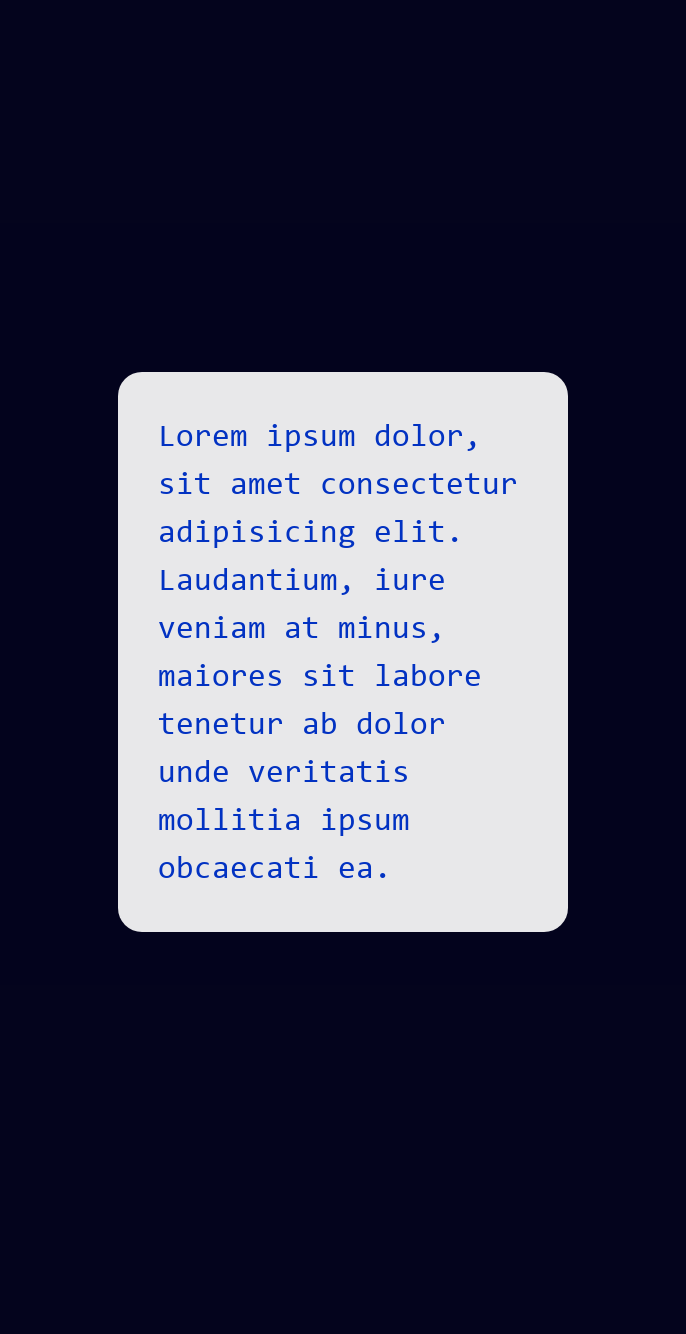 Lorem ipsum dolor,
sit amet consectetur
adipisicing elit.
Laudantium, iure
veniam at minus,
maiores sit labore
tenetur ab dolor
unde veritatis
mollitia ipsum
obcaecati ea.